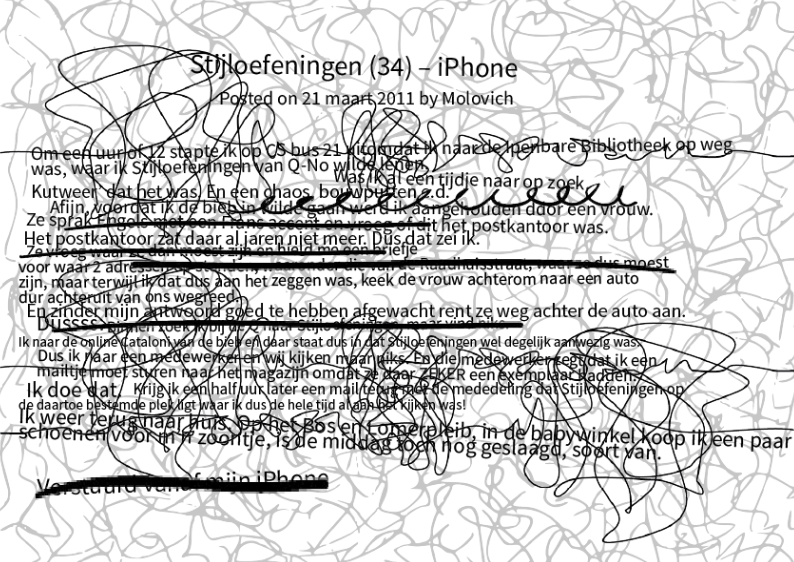 Stijloefeningen (34) – iPhone
Posted on 21 maart 2011 by Molovich
Om een uur of 12 stapte ik op GS bus 21 uitomdat ik naar de Openbare Bibliotheek op weg
was, waar ik Stijloefeningen van Q-No wilde lenen.
Was ik al een tijdje naar op zoek.
Kutweer dat het was. En een chaos, bouwputten e.d.
Afijn, voordat ik de bieb in wilde gaan werd ik aangehouden door een vrouw.
Ze sprak Engels met een Frans accent en vroeg of dit het postkantoor was.
Het postkantoor zat daar al jaren niet meer. Dus dat zei ik.
Ze vroeg waar ze dan moest zijn en hield me een briefje
voor waar 2 adressen die van de Raadhuisstraat, waar ze dus moest
zijn, maar terwijl ik dat dus aan het zeggen was, keek de vrouw achterom naar een auto
dur achteruit van ons wegreed.
En zinder mijn antwoord goed te hebben afgewacht rent ze weg achter de auto aan.
Dussss binnen zoek ik bij de Q naar Stijloefeningen, maar vind niks.
Ik naar de online catalon van de bieb en daar staat dus in dat Stijloefeningen wel degelijk aanwezig was.
Dus ik naar een medewerker en wij kijken maar niks. En die medewerker zegt dat ik een
mailtje moet sturen naar het magazijn omdat ze daar ZEKER een exemplaar hadden.
Ik doe dat. Krijg ik een half uur later een mail terug met de mededeling dat Stijloefeningen op
de daartoe bestemde plek ligt waar ik dus de hele tijd al aan het kijken was!
Ik weer terug naar huis. Op het Bos en Lommerpleib, in de babywinkel koop ik een paar
schoenen voor m'n zoontje, is de middag toch nog geslaagd, soort van.
Verstuurd vanaf mijn iPhone